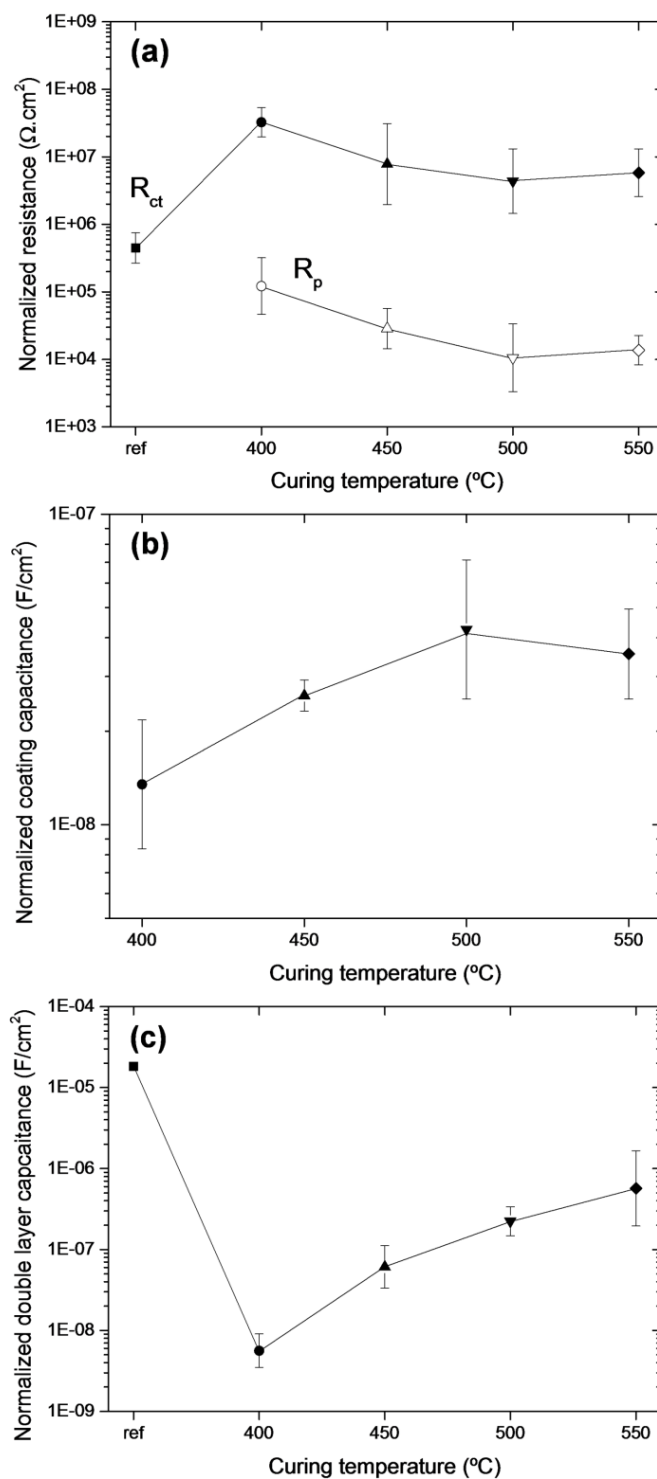 (a)
Normalized resistance (Ω.cm²)
1E+09
1E+08
1E+07
1E+06
1E+05
1E+04
1E+03
R_ct
R_p
ref 400 450 500 550
Curing temperature (ºC)
(b)
Normalized coating capacitance (F/cm²)
1E-07
1E-08
400 450 500 550
Curing temperature (ºC)
(c)
Normalized double layer capcaitance (F/cm²)
1E-04
1E-05
1E-06
1E-07
1E-08
1E-09
ref 400 450 500 550
Curing temperature (ºC)